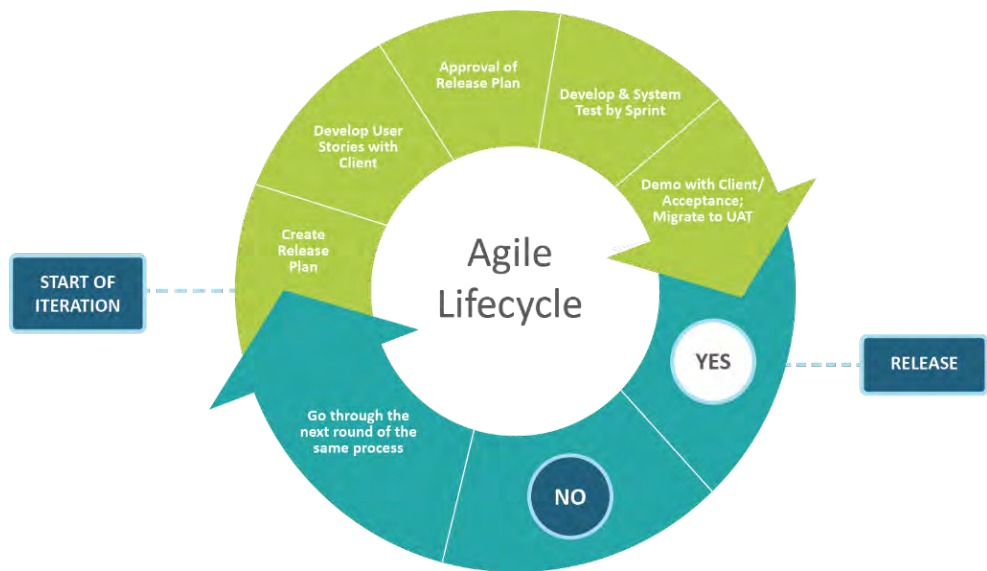 Agile
Lifecycle
START OF
ITERATION
Create
Release
Plan
Develop User
Stories with
Client
Approval of
Release Plan
Develop & System
Test by Sprint
Demo with Client/
Acceptance;
Migrate to UAT
YES
RELEASE
NO
Go through the
next round of the
same process